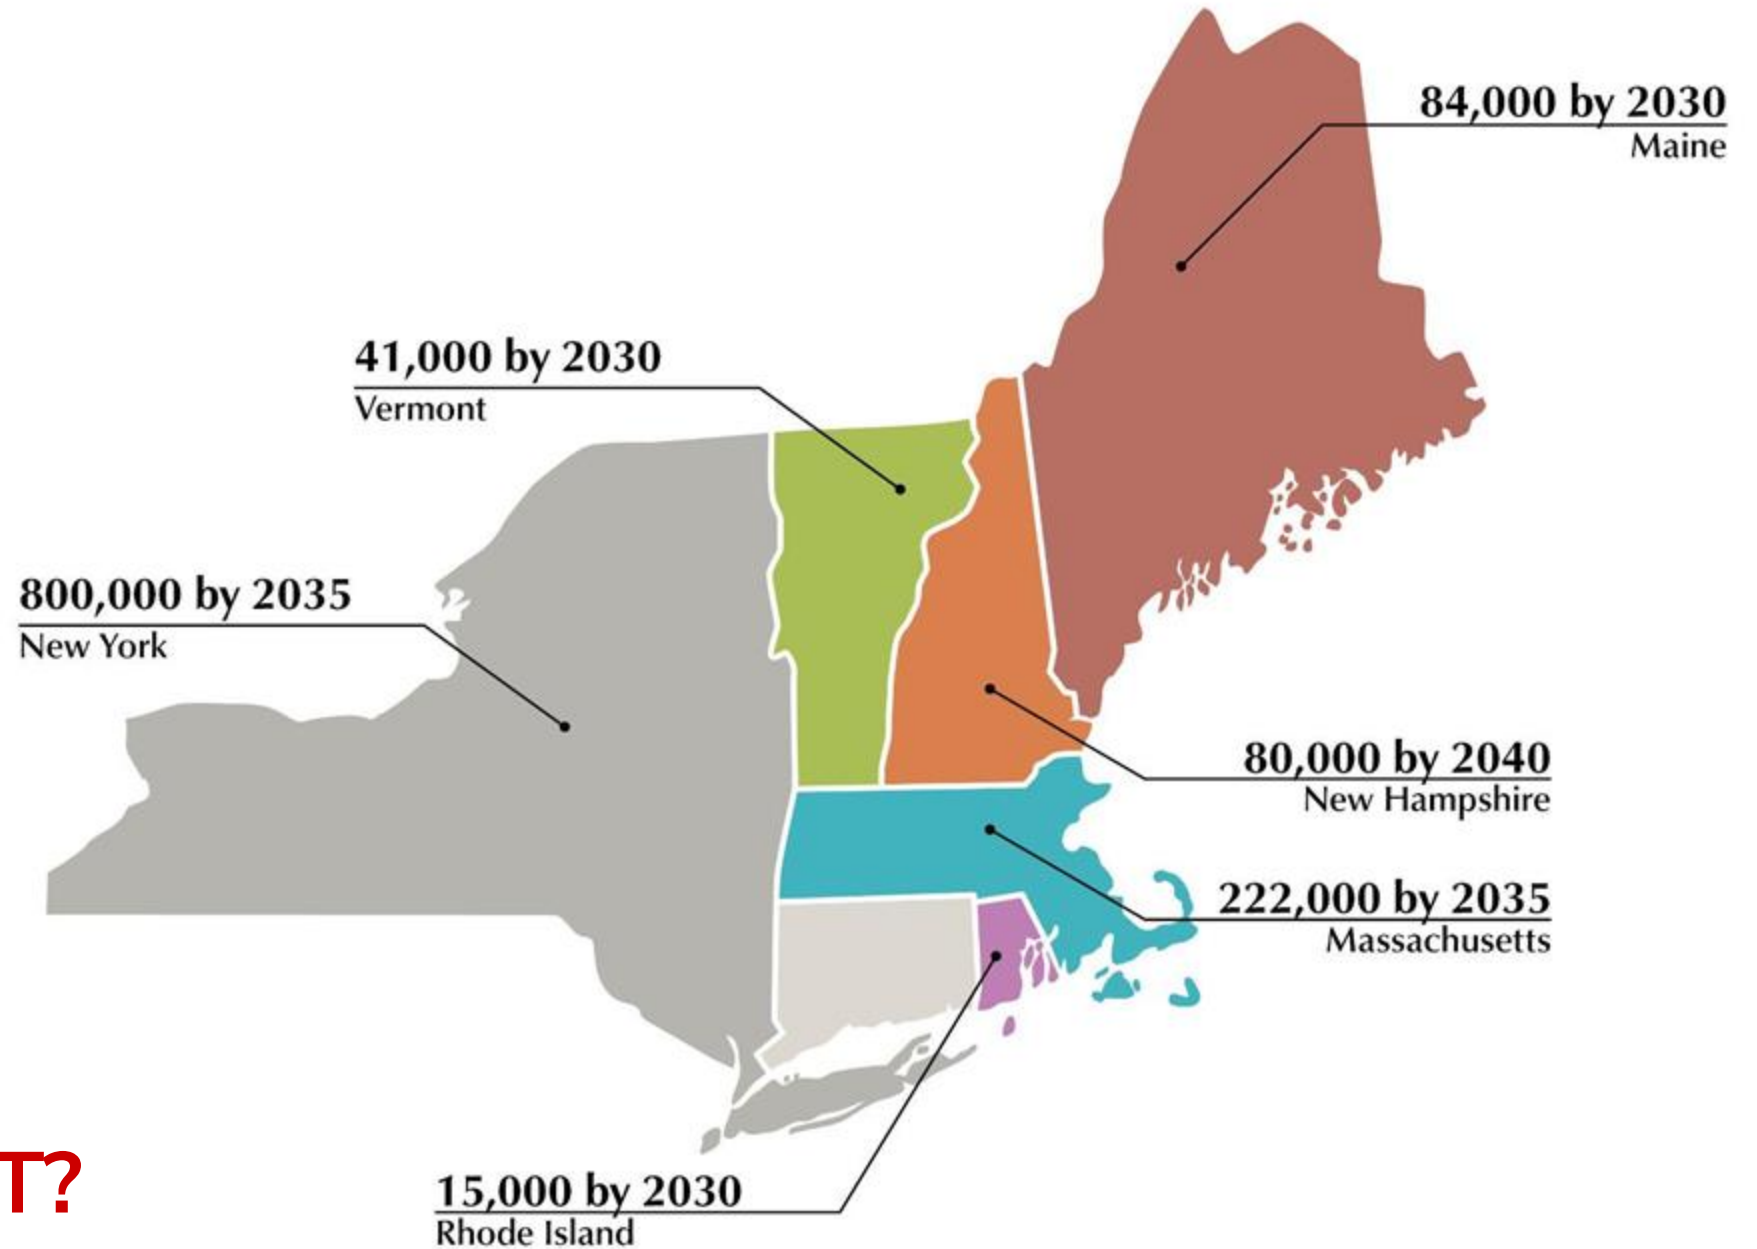 84,000 by 2030
Maine
41,000 by 2030
Vermont
800,000 by 2035
New York
80,000 by 2040
New Hampshire
222,000 by 2035
Massachusetts
T?
15,000 by 2030
Rhode Island